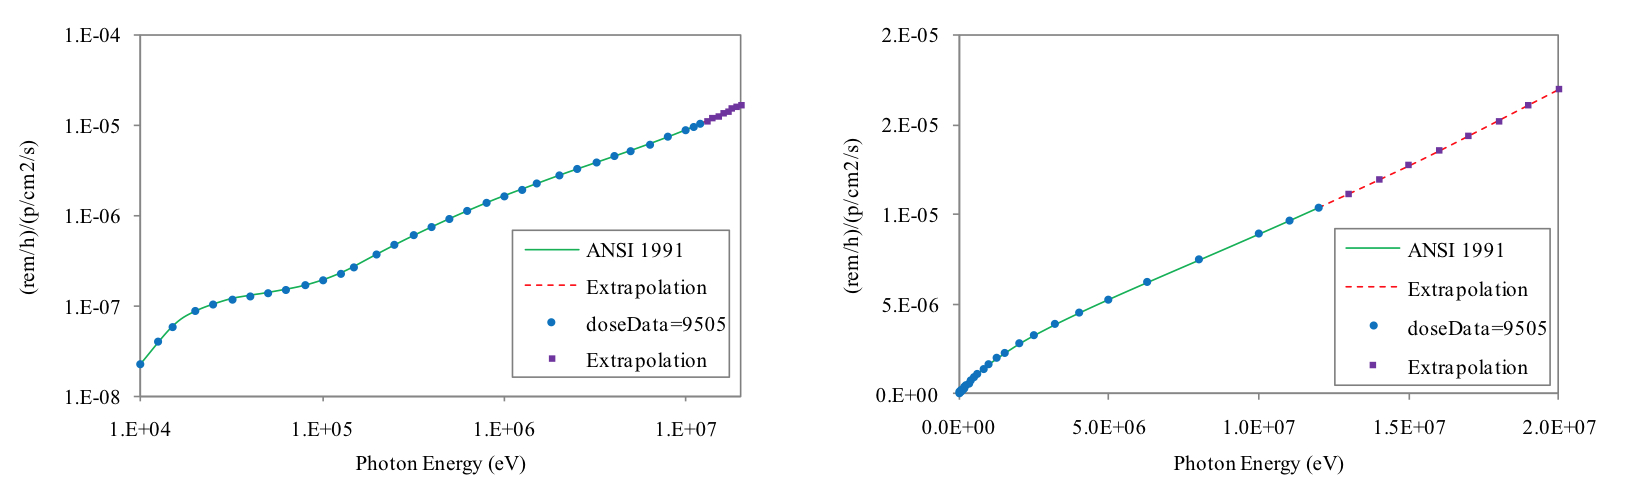 1.E-04
1.E-05
1.E-06
1.E-07
1.E-08
(rem/h)/(p/cm2/s)
1.E+04
1.E+05
1.E+06
1.E+07
Photon Energy (eV)
ANSI 1991
Extrapolation
doseData=9505
Extrapolation
2.E-05
2.E-05
1.E-05
5.E-06
0.E+00
(rem/h)/(p/cm2/s)
0.0E+00
5.0E+06
1.0E+07
1.5E+07
2.0E+07
Photon Energy (eV)
ANSI 1991
Extrapolation
doseData=9505
Extrapolation